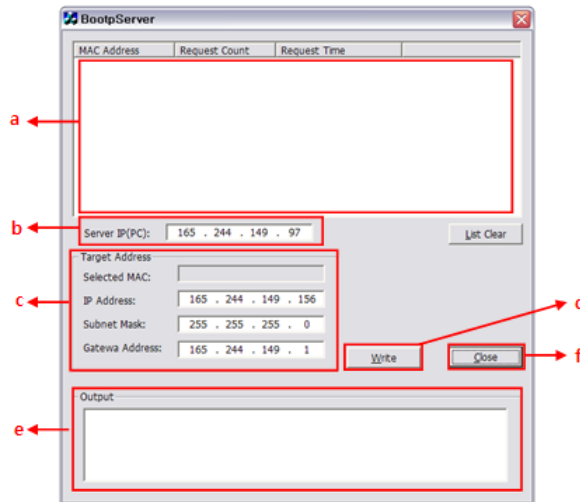 BootpServer
MAC Address Request Count Request Time
a
b
Server IP(PC): 165 . 244 . 149 . 97
List Clear
Target Address
Selected MAC:
c
IP Address: 165 . 244 . 149 . 156
d
Subnet Mask: 255 . 255 . 255 . 0
Gatewa Address: 165 . 244 . 149 . 1
Write
Close
f
Output
e